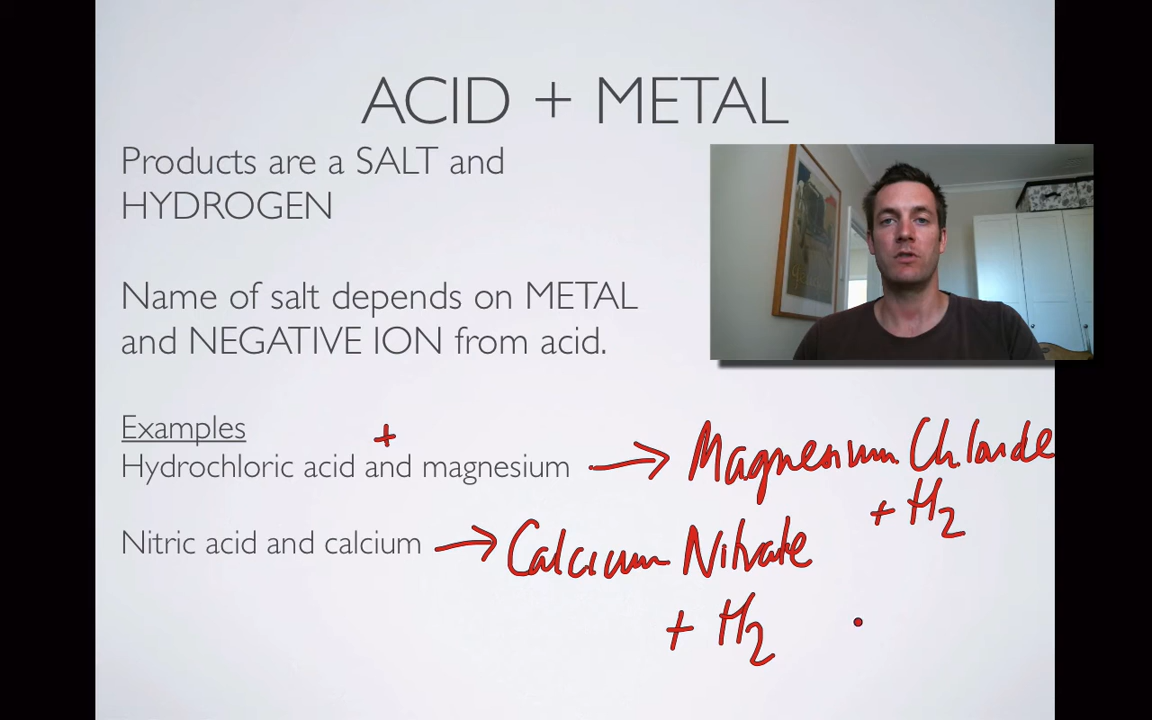 ACID + METAL
Products are a SALT and
HYDROGEN
Name of salt depends on METAL
and NEGATIVE ION from acid.
Examples
+
Hydrochloric acid and magnesium → Magnesium Chloride
+ H2
Nitric acid and calcium → Calcium Nitrate
+ H2